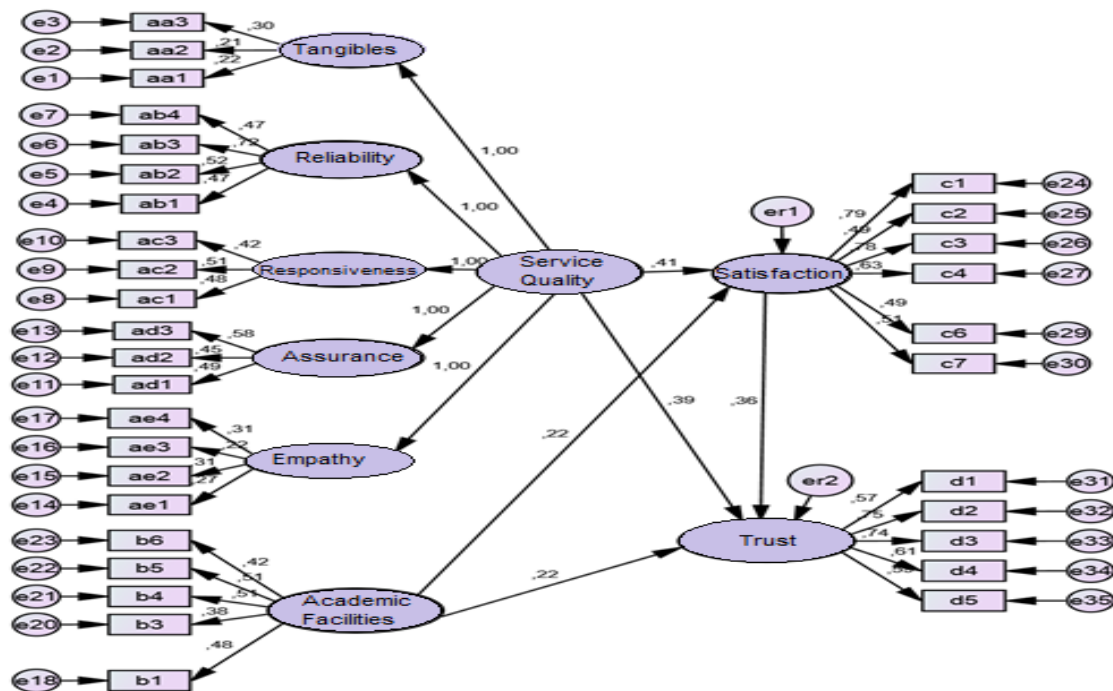 e3 aa3 ,30
e2 aa2 ,21
e1 aa1 ,22
Tangibles
e7 ab4 ,47
e6 ab3 ,72
e5 ab2 ,52
e4 ab1 ,47
Reliability
e10 ac3 ,42
e9 ac2 ,51
e8 ac1 ,48
Responsiveness
e13 ad3 ,58
e12 ad2 ,45
e11 ad1 ,49
Assurance
e17 ae4 ,31
e16 ae3 ,22
e15 ae2 ,31
e14 ae1 ,27
Empathy
e23 b6 ,42
e22 b5 ,51
e21 b4 ,51
e20 b3 ,38
e18 b1 ,48
Academic
Facilities
1,00
1,00
1,00
1,00
1,00
Service
Quality
,41
,39
,36
,22
,22
er1
Satisfaction
,79 c1 e24
,49 c2 e25
,78 c3 e26
,63 c4 e27
,49 c6 e29
,51 c7 e30
er2
Trust
,57 d1 e31
,75 d2 e32
,74 d3 e33
,61 d4 e34
d5 e35